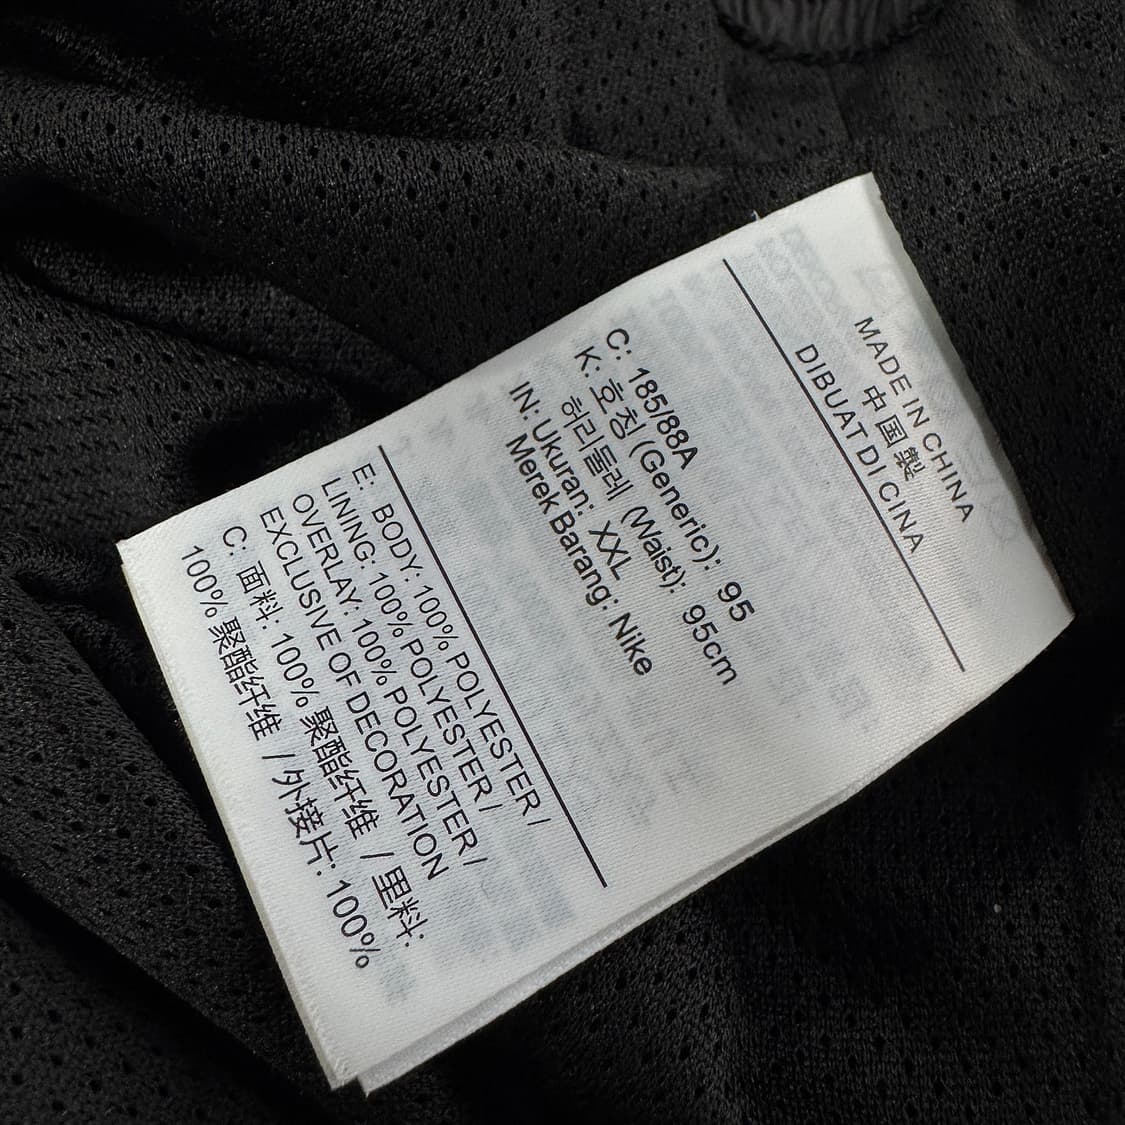 MADE IN CHINA
中国製
DIBUAT DI CINA
C: 185/88A
K: 호칭 (Generic): 95
허리둘레 (Waist): 95cm
IN: Ukuran: XXL
Merek Barang: Nike
E: BODY: 100% POLYESTER /
LINING: 100% POLYESTER /
OVERLAY: 100% POLYESTER /
EXCLUSIVE OF DECORATION
C: 面料: 100% 聚酯纤维 / 里料:
100% 聚酯纤维 / 外接片: 100%